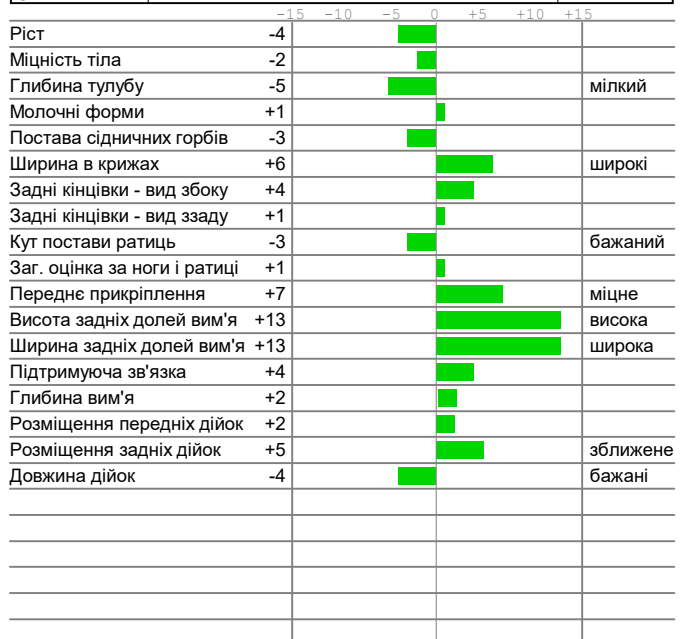 -15 -10 -5 0 +5 +10 +15
Ріст -4
Міцність тіла -2
Глибина тулубу -5 мілкий
Молочні форми +1
Постава сідничних горбів -3
Ширина в крижах +6 широкі
Задні кінцівки - вид збоку +4
Задні кінцівки - вид ззаду +1
Кут постави ратиць -3 бажаний
Заг. оцінка за ноги і ратиці +1
Переднє прикріплення +7 міцне
Висота задніх долей вим'я +13 висока
Ширина задніх долей вим'я +13 широка
Підтримуюча зв'язка +4
Глибина вим'я +2
Розміщення передніх дійок +2
Розміщення задніх дійок +5 зближене
Довжина дійок -4 бажані